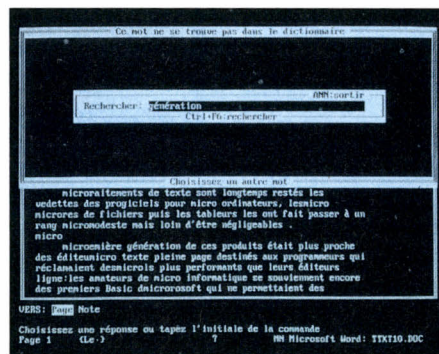 Ce mot ne se trouve pas dans le dictionnaire
ANN:sortir
Rechercher: génération
Ctrl+F6:rechercher
Choisissez un autre mot
microraitements de texte sont longtemps restés les
vedettes des progiciels pour micro ordinateurs, lesmicro
microres de fichiers puis les tableurs les ont fait passer à un
rang micromodeste mais loin d'être négligeables .
micro
microemière génération de ces produits était plus proche
des éditeumicro texte pleine page destinés aux programmeurs qui
réclamaient desmicrols plus performants que leurs éditeurs
ligne:les amateurs de micro informatique se souviennent encore
des premiers Basic dmicrorosoft qui ne permettaient des
VERS: Page Note
Choisissez une réponse ou tapez l'initiale de la commande
Page 1 {Le·} ? MM Microsoft Word: TTXT10.DOC